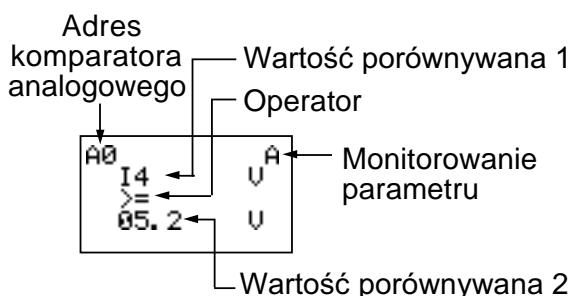 Adres
komparatora
analogowego
Wartość porównywana 1
Operator
A0 A
I4 V
>=
05.2 V
Monitorowanie
parametru
Wartość porównywana 2